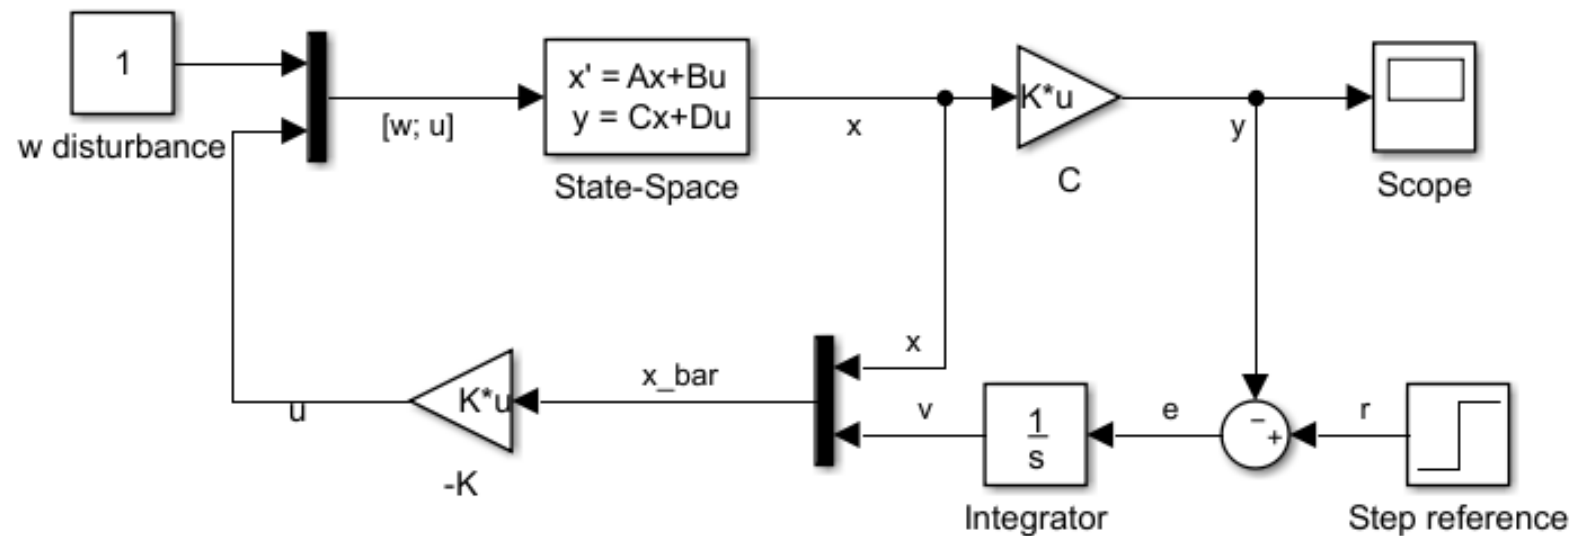 1
w disturbance
[w; u]
x' = Ax+Bu
y = Cx+Du
State-Space
x
K*u
C
y
Scope
x
x_bar
v
K*u
-K
u
1
s
Integrator
e
−
+
r
Step reference